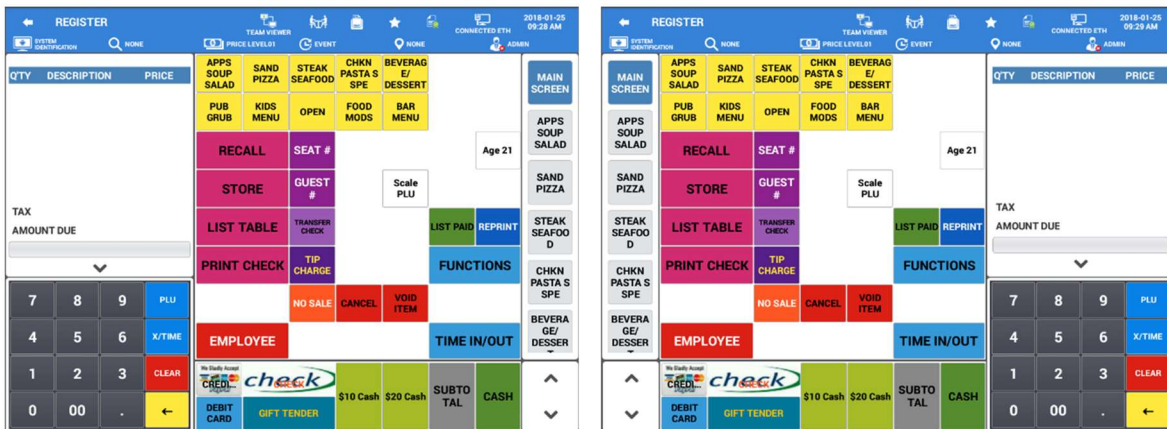 REGISTER
TEAM VIEWER
CONNECTED ETH
2018-01-25
09:28 AM
SYSTEM
IDENTIFICATION
NONE
PRICE LEVEL01
EVENT
NONE
ADMIN
Q'TY DESCRIPTION PRICE
TAX
AMOUNT DUE
7 8 9 PLU
4 5 6 X/TIME
1 2 3 CLEAR
0 00 . ←
APPS
SOUP
SALAD
SAND
PIZZA
STEAK
SEAFOOD
CHKN
PASTA S
SPE
BEVERAG
E/
DESSERT
PUB
GRUB
KIDS
MENU
OPEN
FOOD
MODS
BAR
MENU
RECALL
SEAT #
Age 21
STORE
GUEST
#
Scale
PLU
LIST TABLE
TRANSFER
CHECK
LIST PAID
REPRINT
PRINT CHECK
TIP
CHARGE
FUNCTIONS
NO SALE
CANCEL
VOID
ITEM
EMPLOYEE
TIME IN/OUT
We Gladly Accept
CREDI...
check
CHECK
$10 Cash
$20 Cash
SUBTO
TAL
CASH
DEBIT
CARD
GIFT TENDER
MAIN
SCREEN
APPS
SOUP
SALAD
SAND
PIZZA
STEAK
SEAFOO
D
CHKN
PASTA S
SPE
BEVERA
GE/
DESSER
REGISTER
TEAM VIEWER
CONNECTED ETH
2018-01-25
09:29 AM
SYSTEM
IDENTIFICATION
NONE
PRICE LEVEL01
EVENT
NONE
ADMIN
MAIN
SCREEN
APPS
SOUP
SALAD
SAND
PIZZA
STEAK
SEAFOO
D
CHKN
PASTA S
SPE
BEVERA
GE/
DESSER
APPS
SOUP
SALAD
SAND
PIZZA
STEAK
SEAFOOD
CHKN
PASTA S
SPE
BEVERAG
E/
DESSERT
PUB
GRUB
KIDS
MENU
OPEN
FOOD
MODS
BAR
MENU
RECALL
SEAT #
Age 21
STORE
GUEST
#
Scale
PLU
LIST TABLE
TRANSFER
CHECK
LIST PAID
REPRINT
PRINT CHECK
TIP
CHARGE
FUNCTIONS
NO SALE
CANCEL
VOID
ITEM
EMPLOYEE
TIME IN/OUT
We Gladly Accept
CREDI...
check
CHECK
$10 Cash
$20 Cash
SUBTO
TAL
CASH
DEBIT
CARD
GIFT TENDER
Q'TY DESCRIPTION PRICE
TAX
AMOUNT DUE
7 8 9 PLU
4 5 6 X/TIME
1 2 3 CLEAR
0 00 . ←